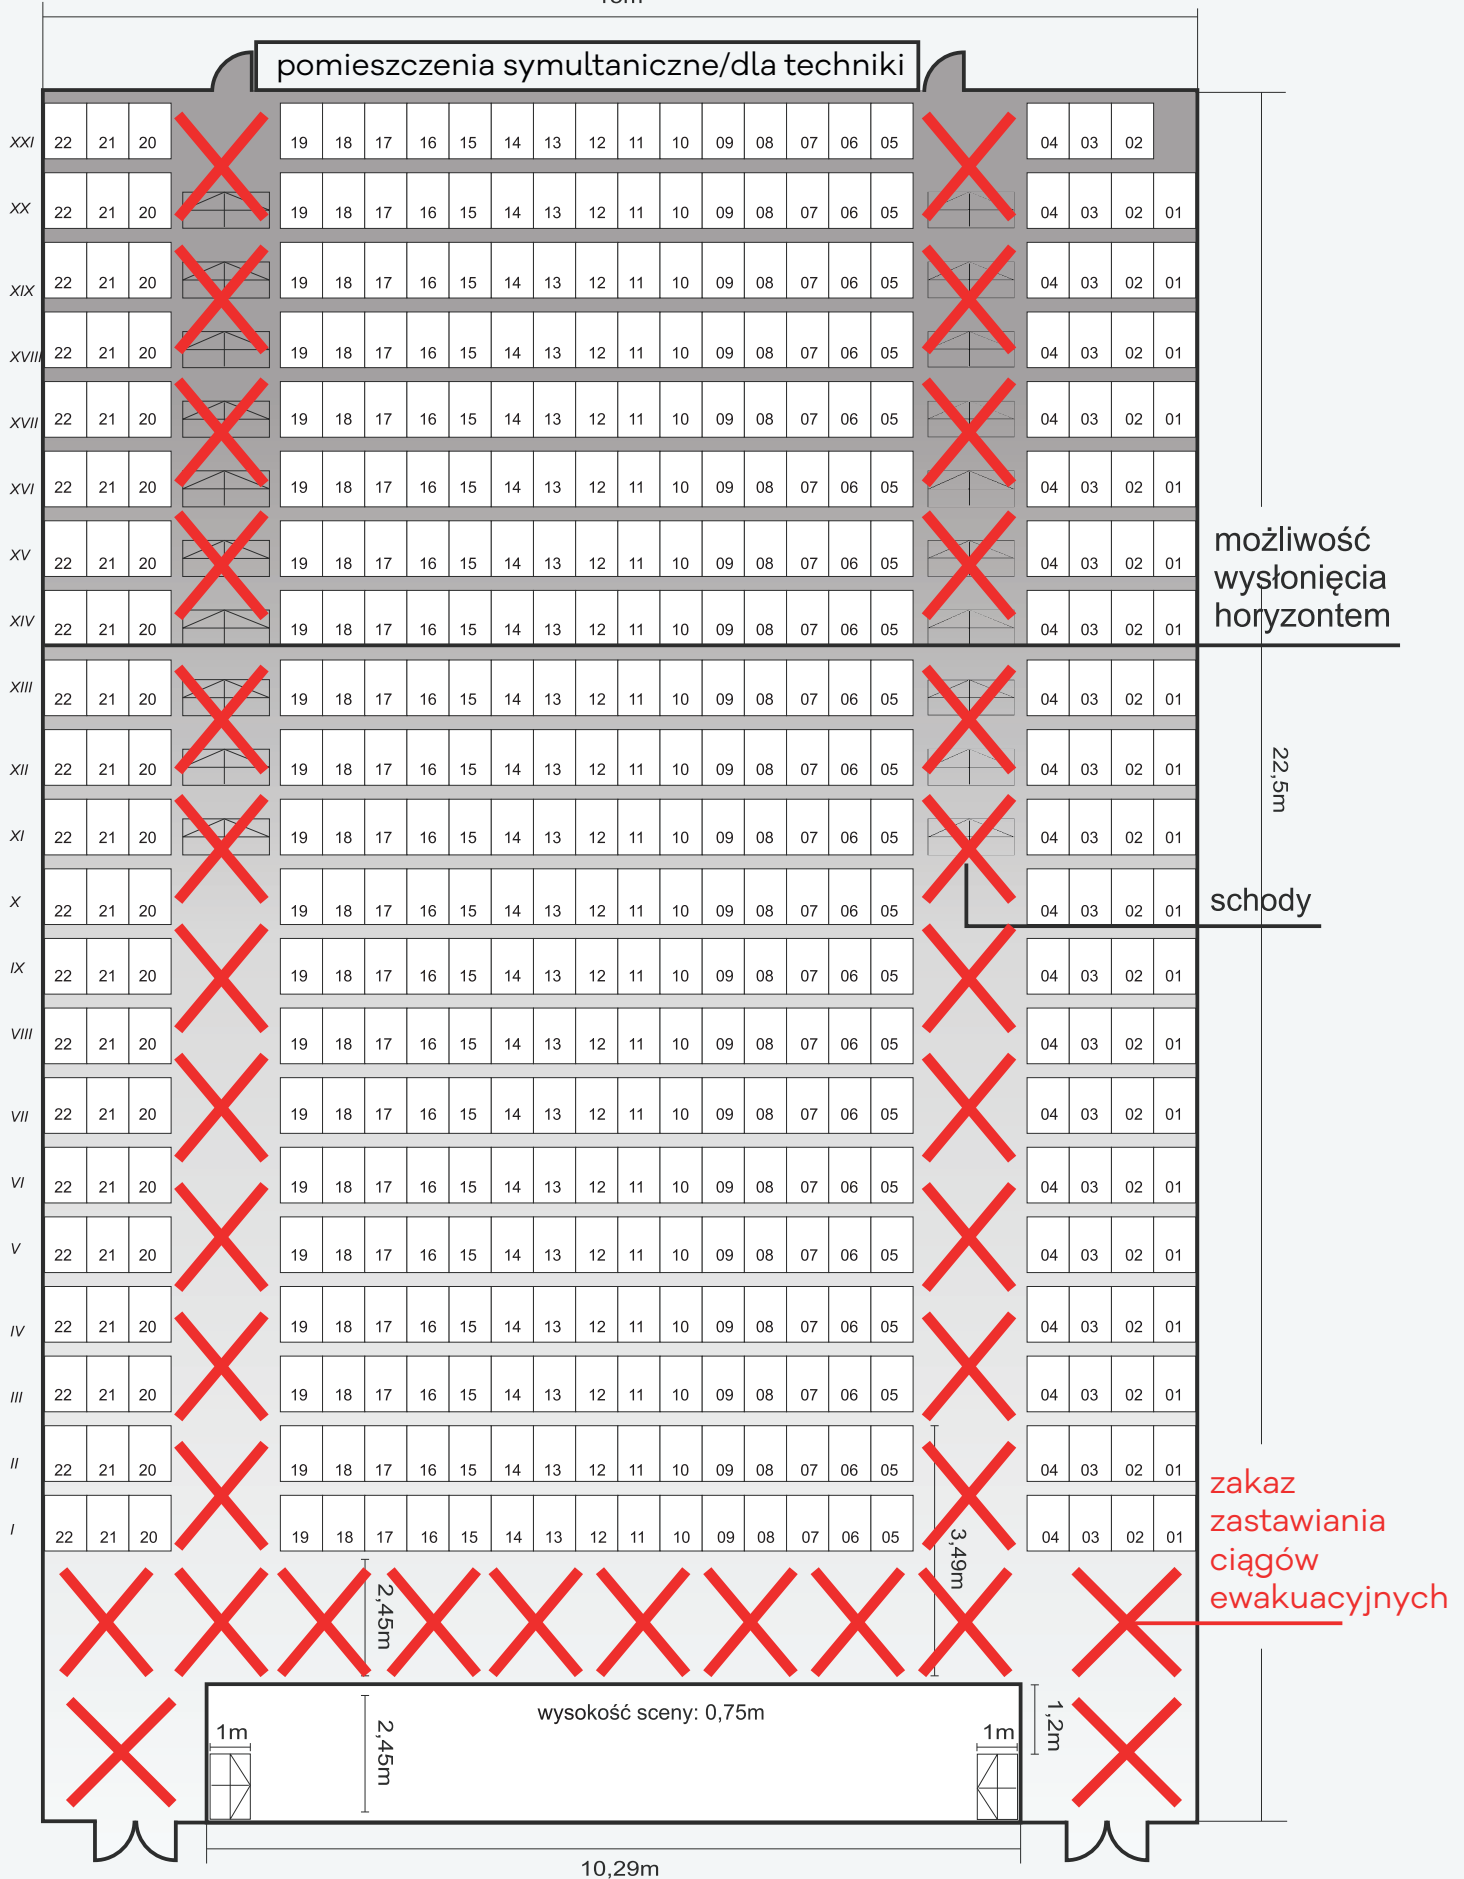 pomieszczenia symultaniczne/dla techniki
XXI 22 21 20 19 18 17 16 15 14 13 12 11 10 09 08 07 06 05 04 03 02
XX 22 21 20 19 18 17 16 15 14 13 12 11 10 09 08 07 06 05 04 03 02 01
XIX 22 21 20 19 18 17 16 15 14 13 12 11 10 09 08 07 06 05 04 03 02 01
XVIII 22 21 20 19 18 17 16 15 14 13 12 11 10 09 08 07 06 05 04 03 02 01
XVII 22 21 20 19 18 17 16 15 14 13 12 11 10 09 08 07 06 05 04 03 02 01
XVI 22 21 20 19 18 17 16 15 14 13 12 11 10 09 08 07 06 05 04 03 02 01
XV 22 21 20 19 18 17 16 15 14 13 12 11 10 09 08 07 06 05 04 03 02 01
XIV 22 21 20 19 18 17 16 15 14 13 12 11 10 09 08 07 06 05 04 03 02 01
możliwość
wysłonięcia
horyzontem
XIII 22 21 20 19 18 17 16 15 14 13 12 11 10 09 08 07 06 05 04 03 02 01
XII 22 21 20 19 18 17 16 15 14 13 12 11 10 09 08 07 06 05 04 03 02 01
22,5m
XI 22 21 20 19 18 17 16 15 14 13 12 11 10 09 08 07 06 05 04 03 02 01
X 22 21 20 19 18 17 16 15 14 13 12 11 10 09 08 07 06 05 04 03 02 01
schody
IX 22 21 20 19 18 17 16 15 14 13 12 11 10 09 08 07 06 05 04 03 02 01
VIII 22 21 20 19 18 17 16 15 14 13 12 11 10 09 08 07 06 05 04 03 02 01
VII 22 21 20 19 18 17 16 15 14 13 12 11 10 09 08 07 06 05 04 03 02 01
VI 22 21 20 19 18 17 16 15 14 13 12 11 10 09 08 07 06 05 04 03 02 01
V 22 21 20 19 18 17 16 15 14 13 12 11 10 09 08 07 06 05 04 03 02 01
IV 22 21 20 19 18 17 16 15 14 13 12 11 10 09 08 07 06 05 04 03 02 01
III 22 21 20 19 18 17 16 15 14 13 12 11 10 09 08 07 06 05 04 03 02 01
II 22 21 20 19 18 17 16 15 14 13 12 11 10 09 08 07 06 05 04 03 02 01
I 22 21 20 19 18 17 16 15 14 13 12 11 10 09 08 07 06 05 04 03 02 01
zakaz
zastawiania
ciągów
ewakuacyjnych
3,49m
2,45m
wysokość sceny: 0,75m
1m
2,45m
1m
1,2m
10,29m